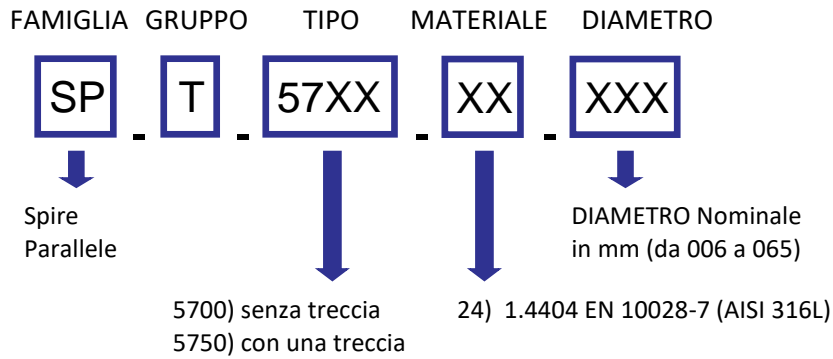 FAMIGLIA GRUPPO TIPO MATERIALE DIAMETRO
SP - T - 57XX - XX - XXX
Spire
Parallele
DIAMETRO Nominale
in mm (da 006 a 065)
5700) senza treccia
5750) con una treccia
24) 1.4404 EN 10028-7 (AISI 316L)